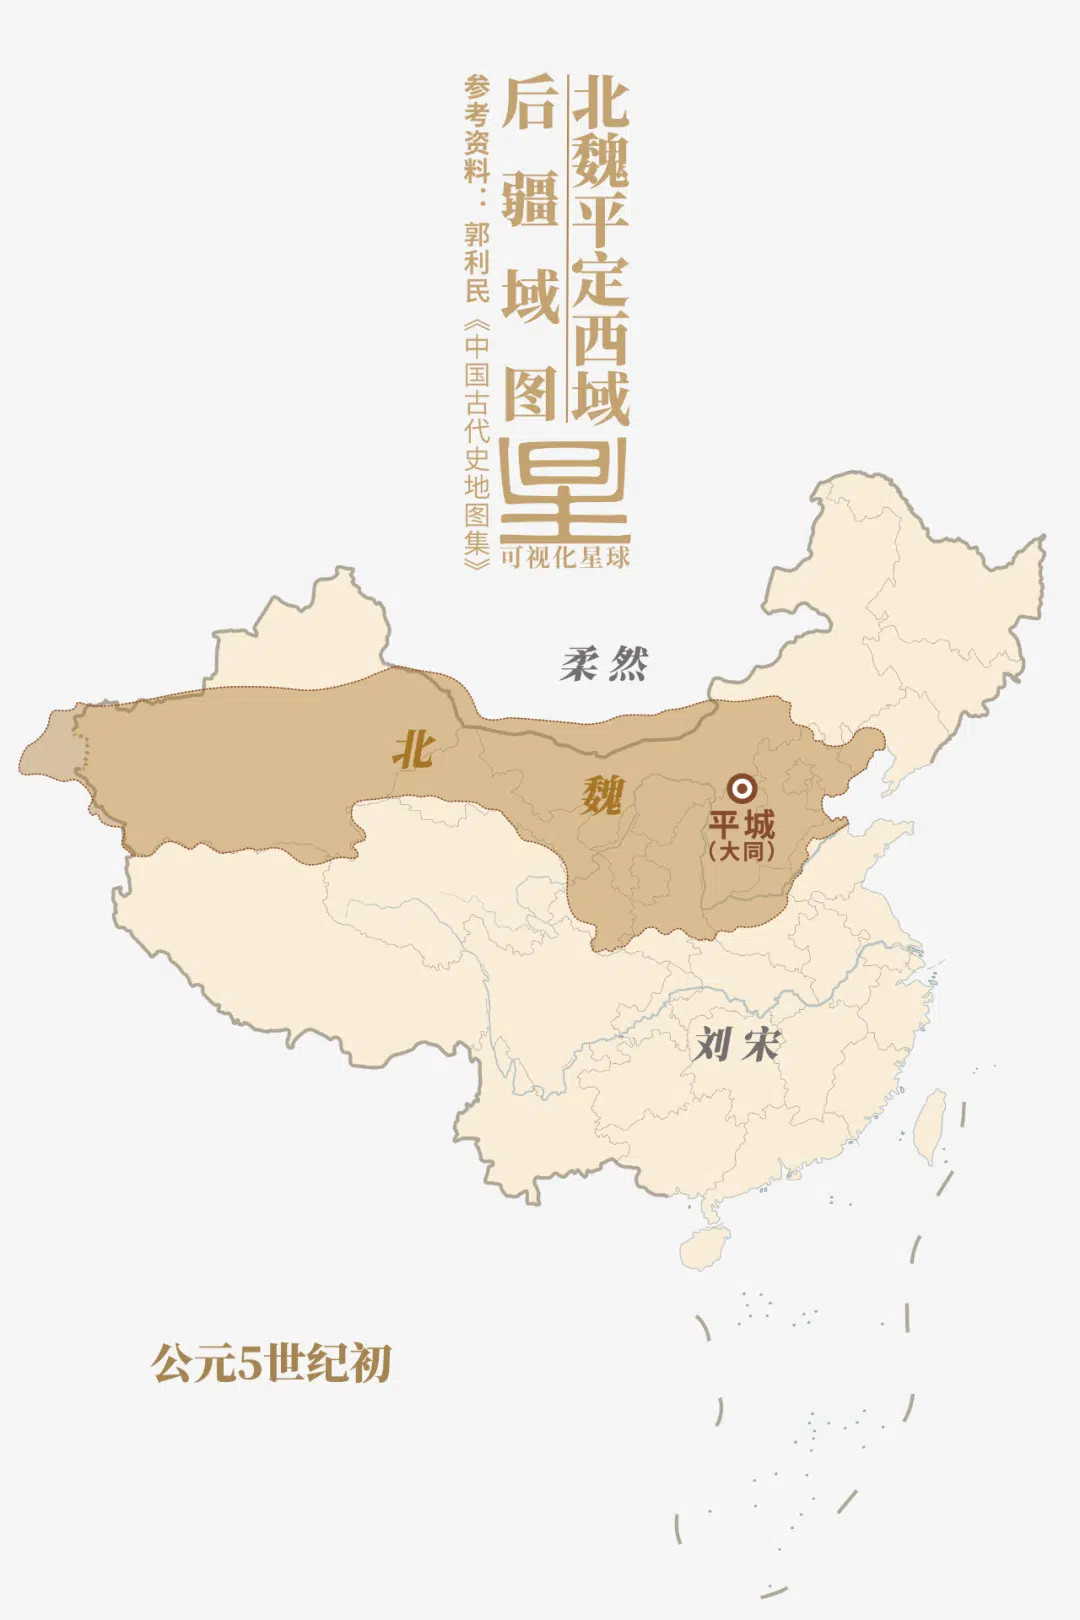 北魏平定西域
后疆域图
参考资料：郭利民《中国古代史地图集》
星
可视化星球
柔然
北魏
平城
（大同）
刘宋
公元5世纪初